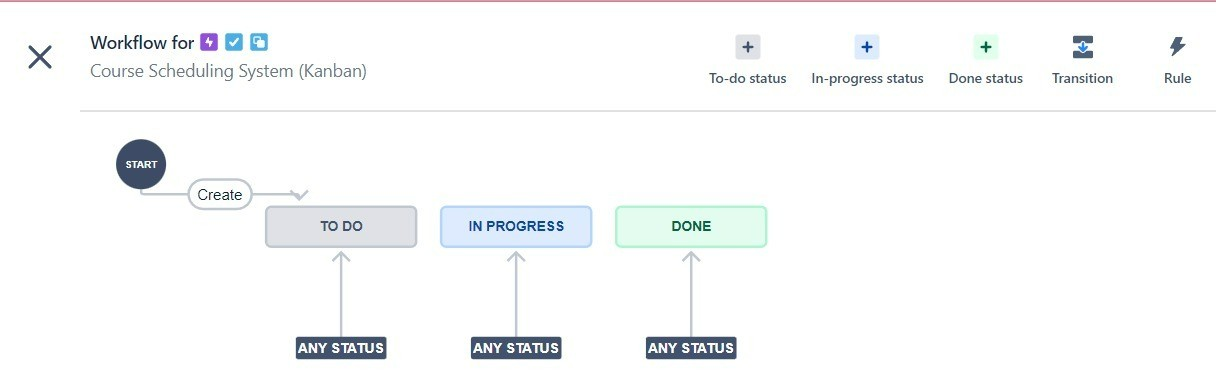 Workflow for
Course Scheduling System (Kanban)
To-do status
In-progress status
Done status
Transition
Rule
START
Create
TO DO
IN PROGRESS
DONE
ANY STATUS
ANY STATUS
ANY STATUS